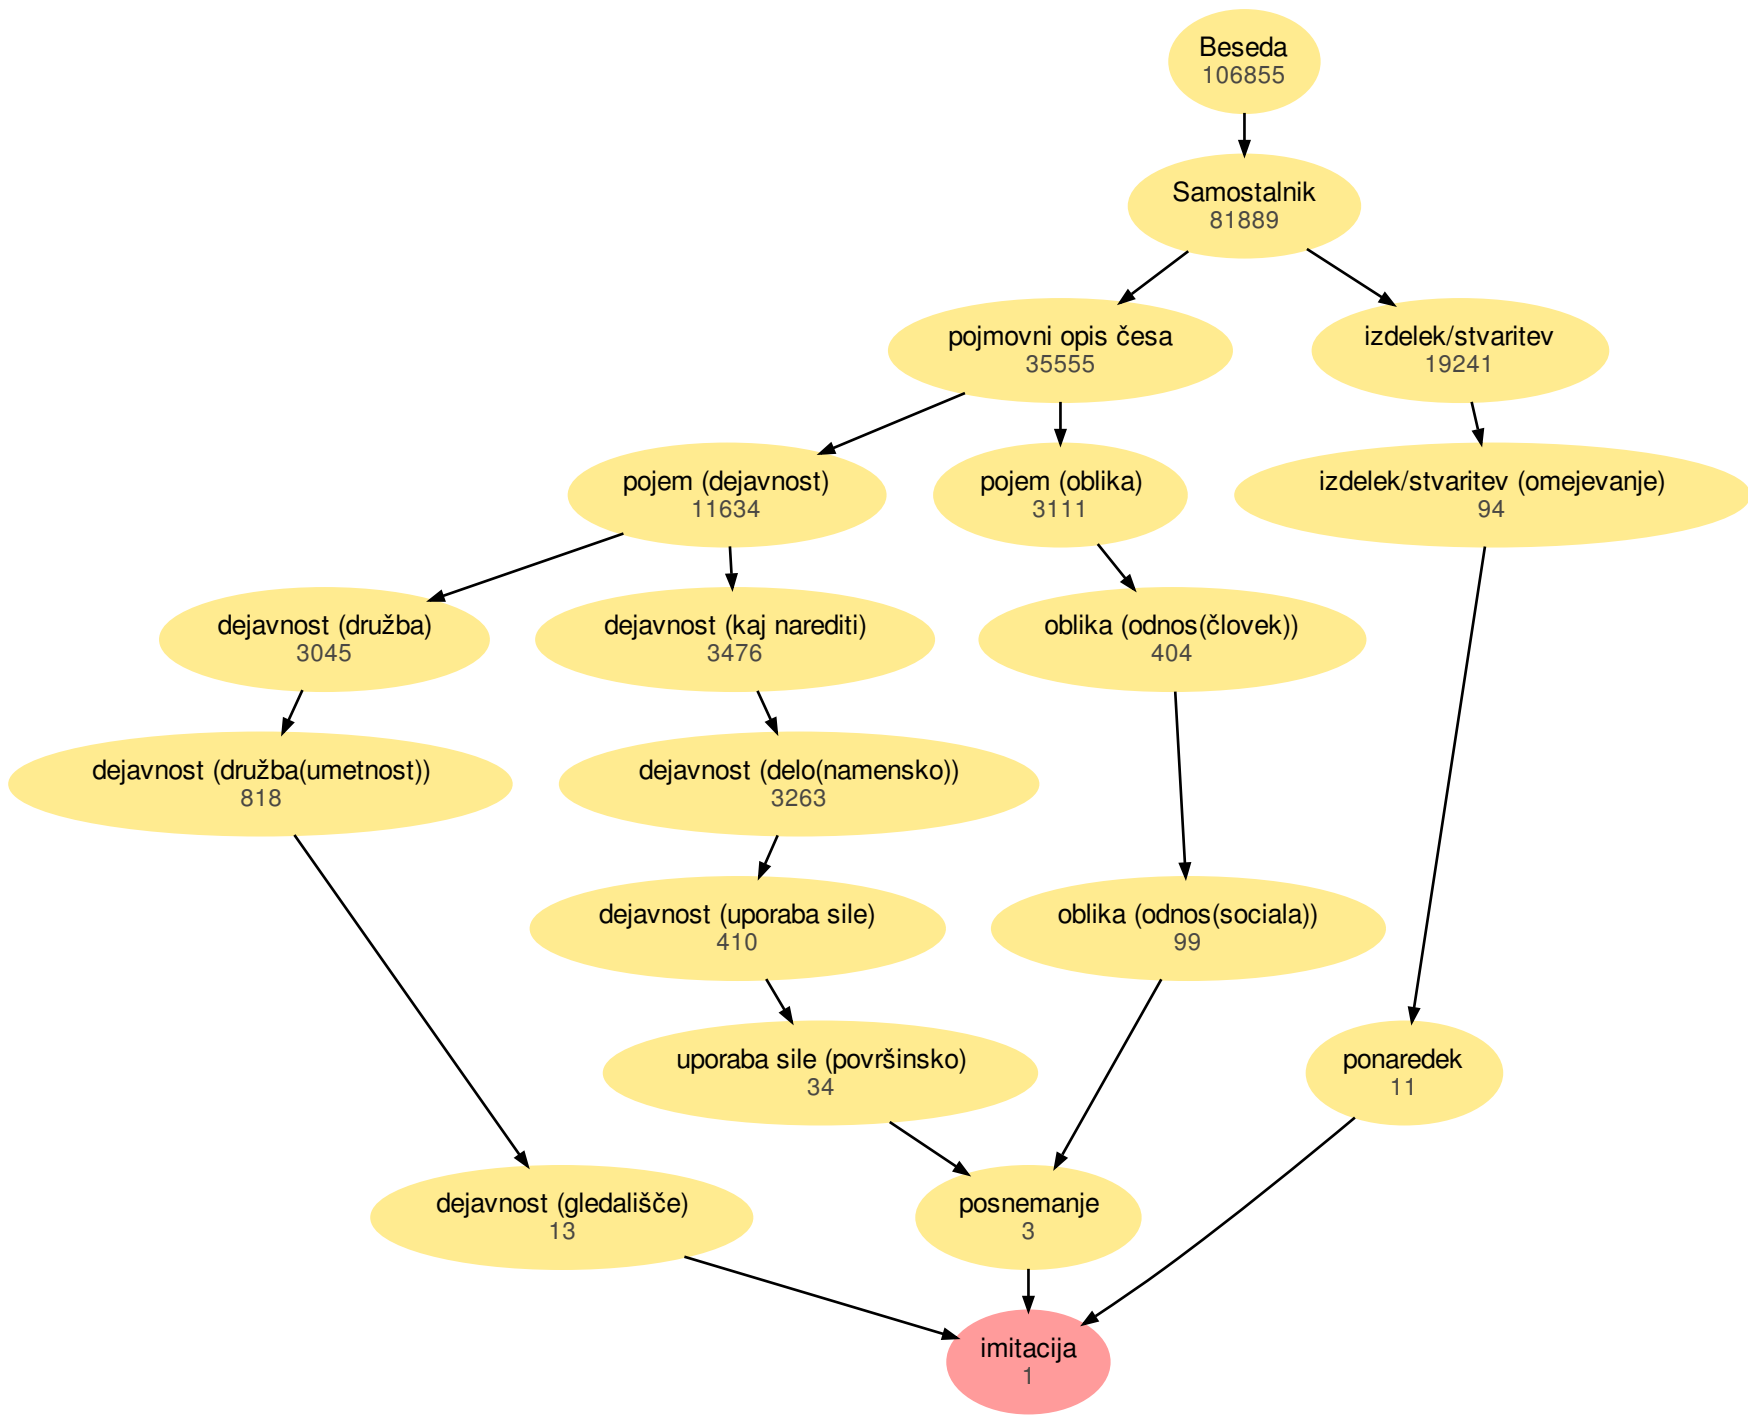 Beseda
106855
Samostalnik
81889
pojmovni opis česa
35555
izdelek/stvaritev
19241
pojem (dejavnost)
11634
pojem (oblika)
3111
izdelek/stvaritev (omejevanje)
94
dejavnost (družba)
3045
dejavnost (kaj narediti)
3476
oblika (odnos(človek))
404
dejavnost (družba(umetnost))
818
dejavnost (delo(namensko))
3263
dejavnost (uporaba sile)
410
oblika (odnos(sociala))
99
uporaba sile (površinsko)
34
ponaredek
11
dejavnost (gledališče)
13
posnemanje
3
imitacija
1